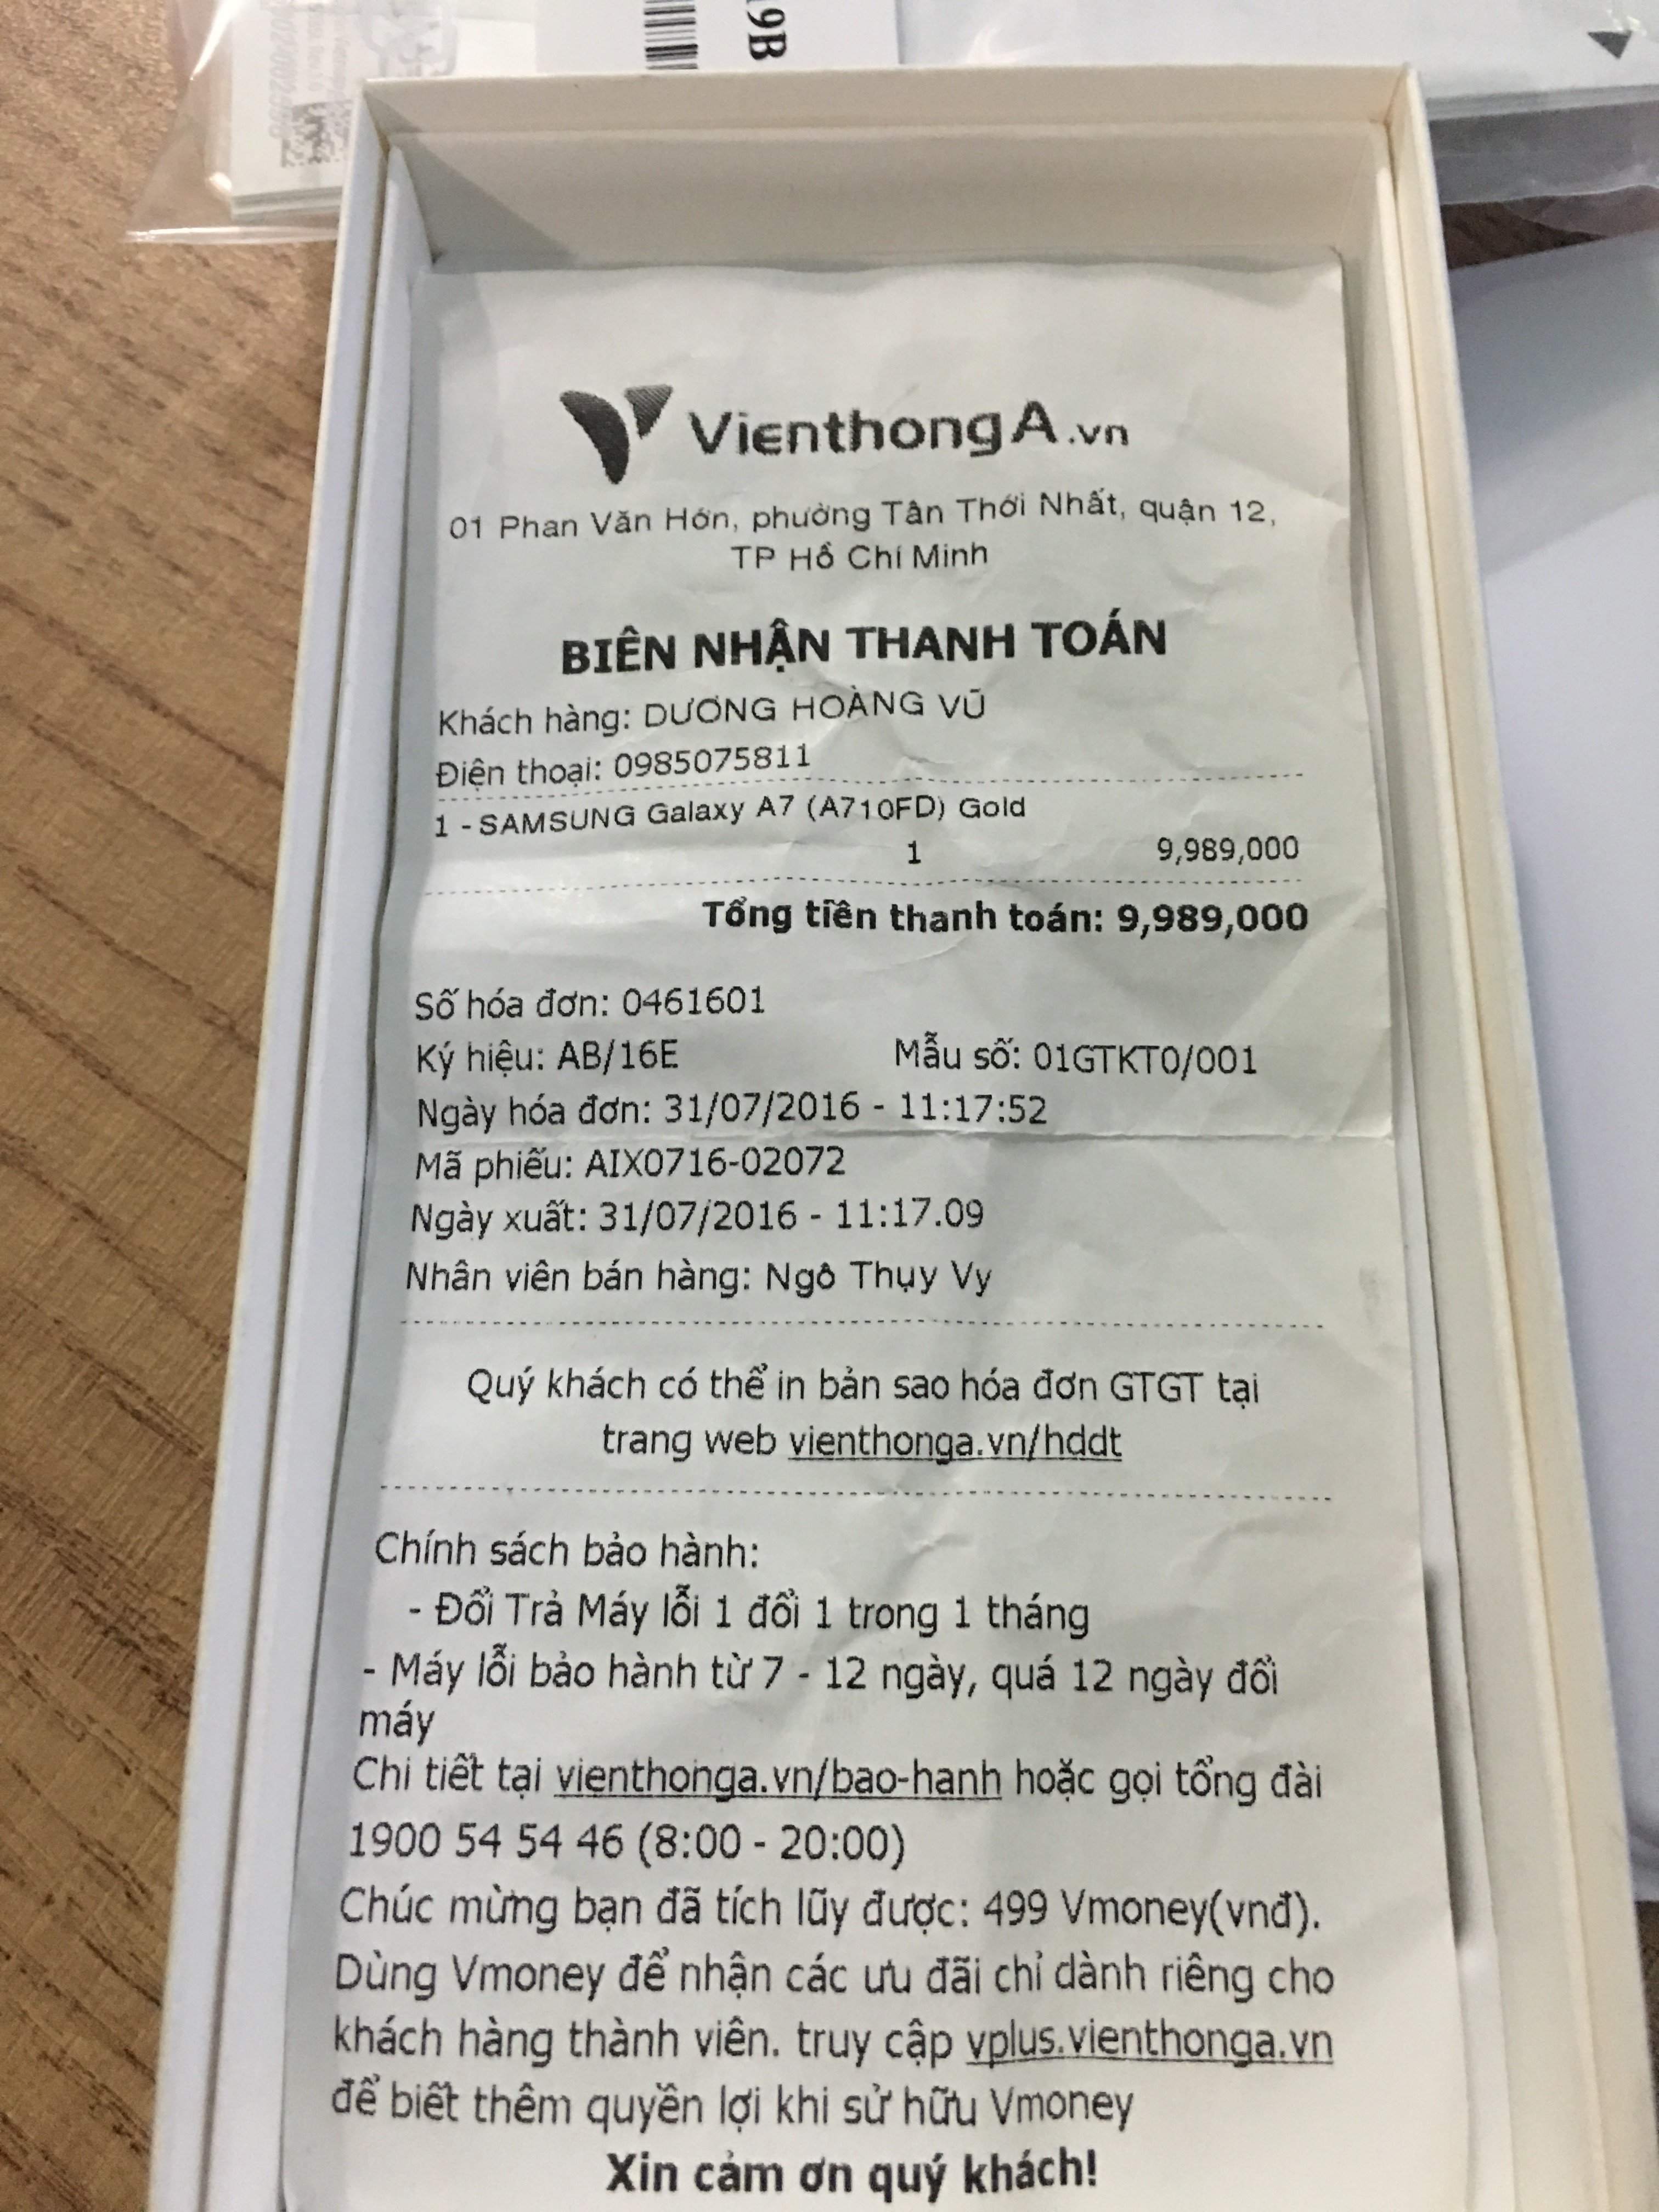 19B
VienthongA.vn
01 Phan Văn Hớn, phường Tân Thới Nhất, quận 12,
TP Hồ Chí Minh
BIÊN NHẬN THANH TOÁN
Khách hàng: DƯƠNG HOÀNG VŨ
Điện thoại: 0985075811
1 - SAMSUNG Galaxy A7 (A710FD) Gold
1 9,989,000
Tổng tiền thanh toán: 9,989,000
Số hóa đơn: 0461601
Ký hiệu: AB/16E Mẫu số: 01GTKT0/001
Ngày hóa đơn: 31/07/2016 - 11:17:52
Mã phiếu: AIX0716-02072
Ngày xuất: 31/07/2016 - 11:17.09
Nhân viên bán hàng: Ngô Thụy Vy
Quý khách có thể in bản sao hóa đơn GTGT tại
trang web vienthonga.vn/hddt
Chính sách bảo hành:
- Đổi Trả Máy lỗi 1 đổi 1 trong 1 tháng
- Máy lỗi bảo hành từ 7 - 12 ngày, quá 12 ngày đổi
máy
Chi tiết tại vienthonga.vn/bao-hanh hoặc gọi tổng đài
1900 54 54 46 (8:00 - 20:00)
Chúc mừng bạn đã tích lũy được: 499 Vmoney(vnđ).
Dùng Vmoney để nhận các ưu đãi chỉ dành riêng cho
khách hàng thành viên. truy cập vplus.vienthonga.vn
để biết thêm quyền lợi khi sử hữu Vmoney
Xin cảm ơn quý khách!